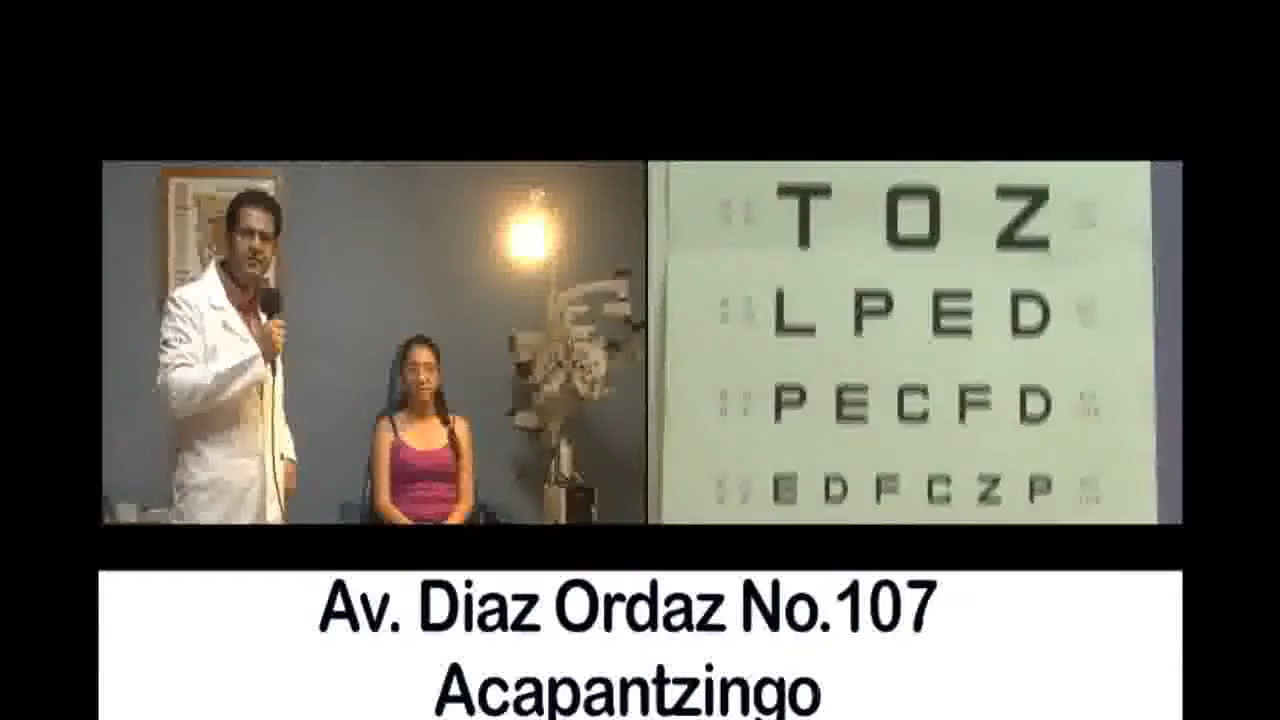 T O Z
L P E D
P E C F D
E D F C Z P
Av. Diaz Ordaz No.107
Acapantzingo